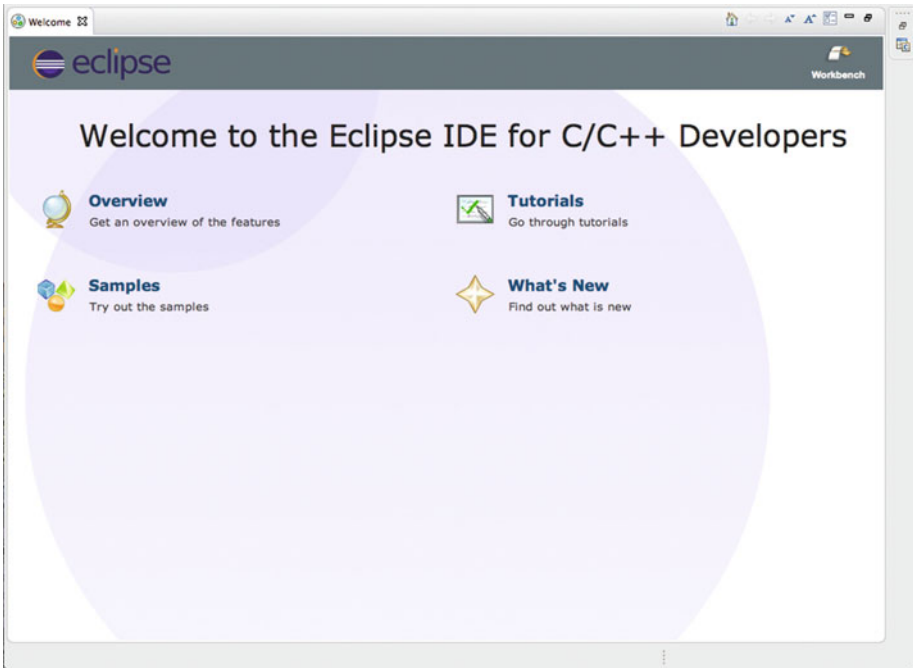 Welcome
eclipse
Workbench
Welcome to the Eclipse IDE for C/C++ Developers
Overview
Get an overview of the features
Tutorials
Go through tutorials
Samples
Try out the samples
What's New
Find out what is new